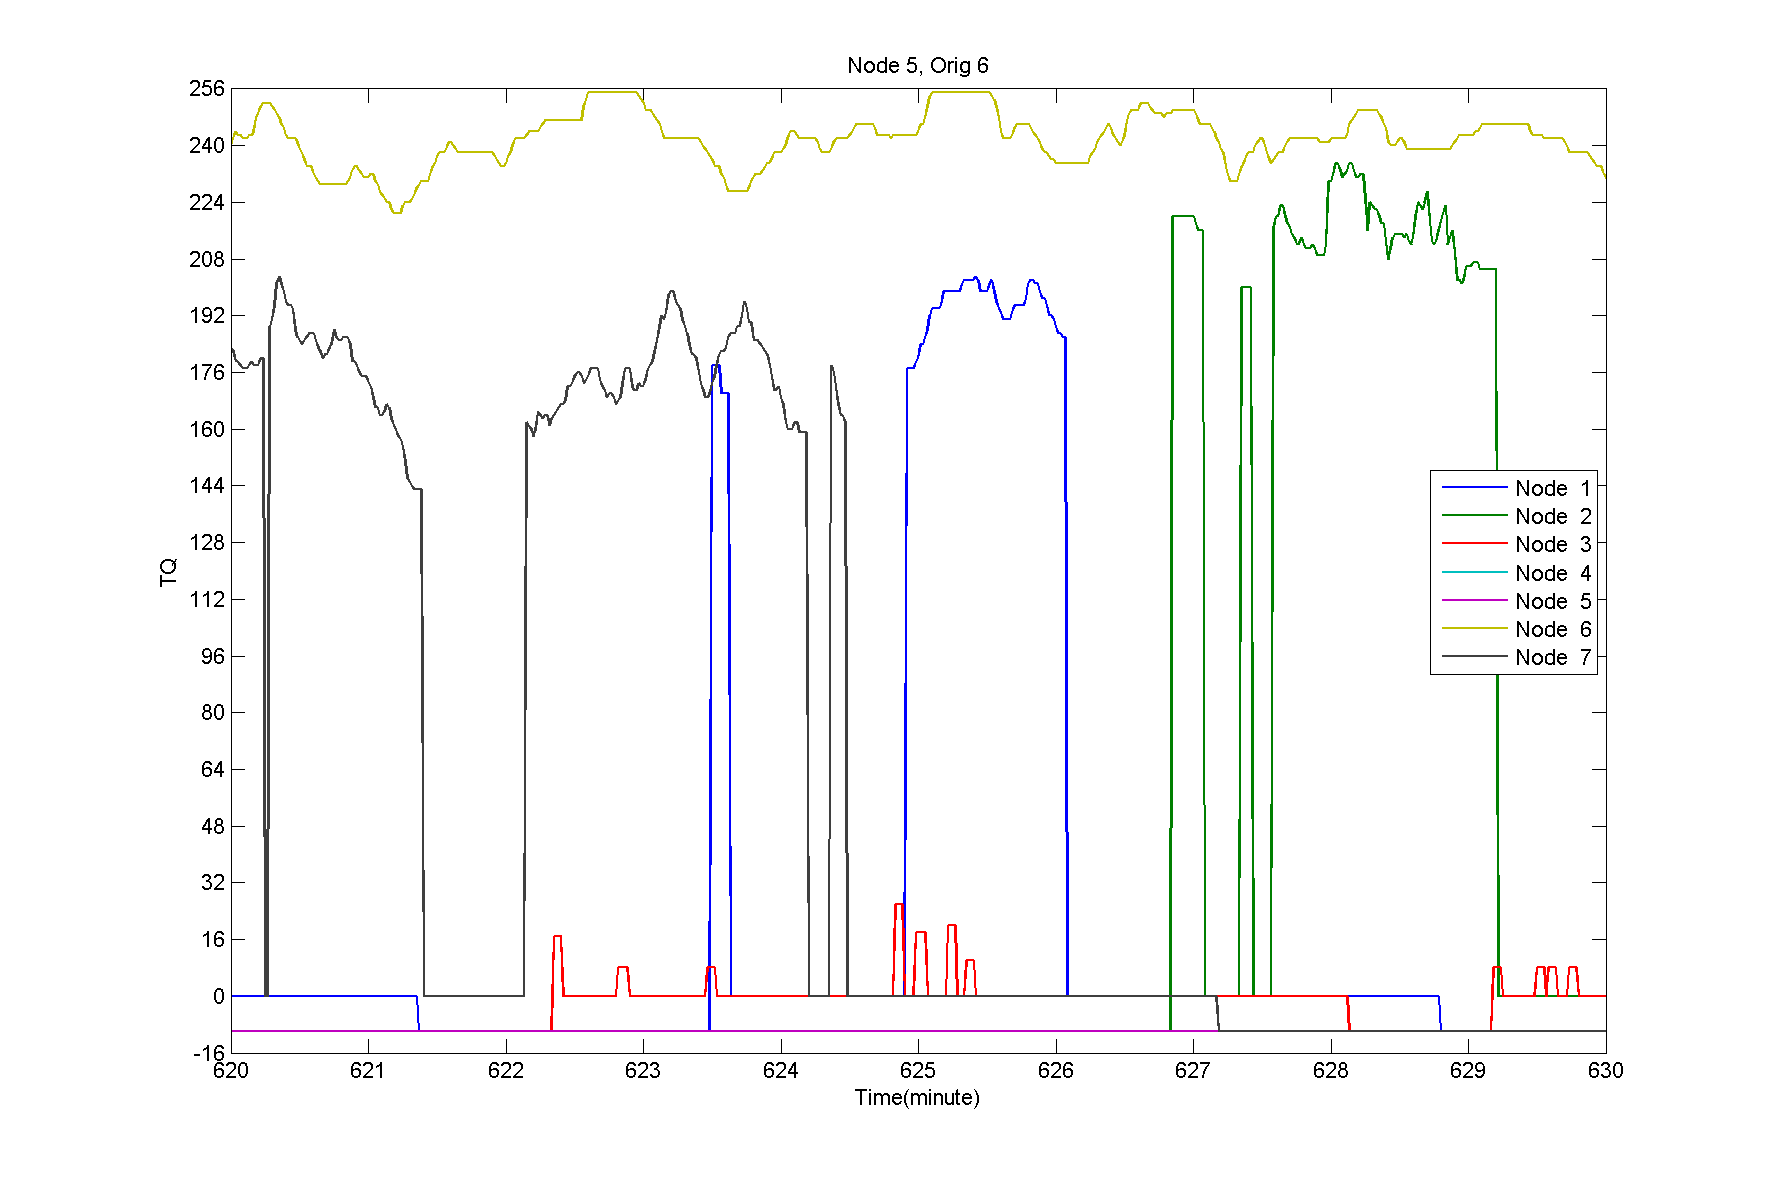 Node 5, Orig 6
256
240
224
208
192
176
160
144
128
112
96
80
64
48
32
16
0
-16
TQ
Node 1
Node 2
Node 3
Node 4
Node 5
Node 6
Node 7
620 621 622 623 624 625 626 627 628 629 630
Time(minute)